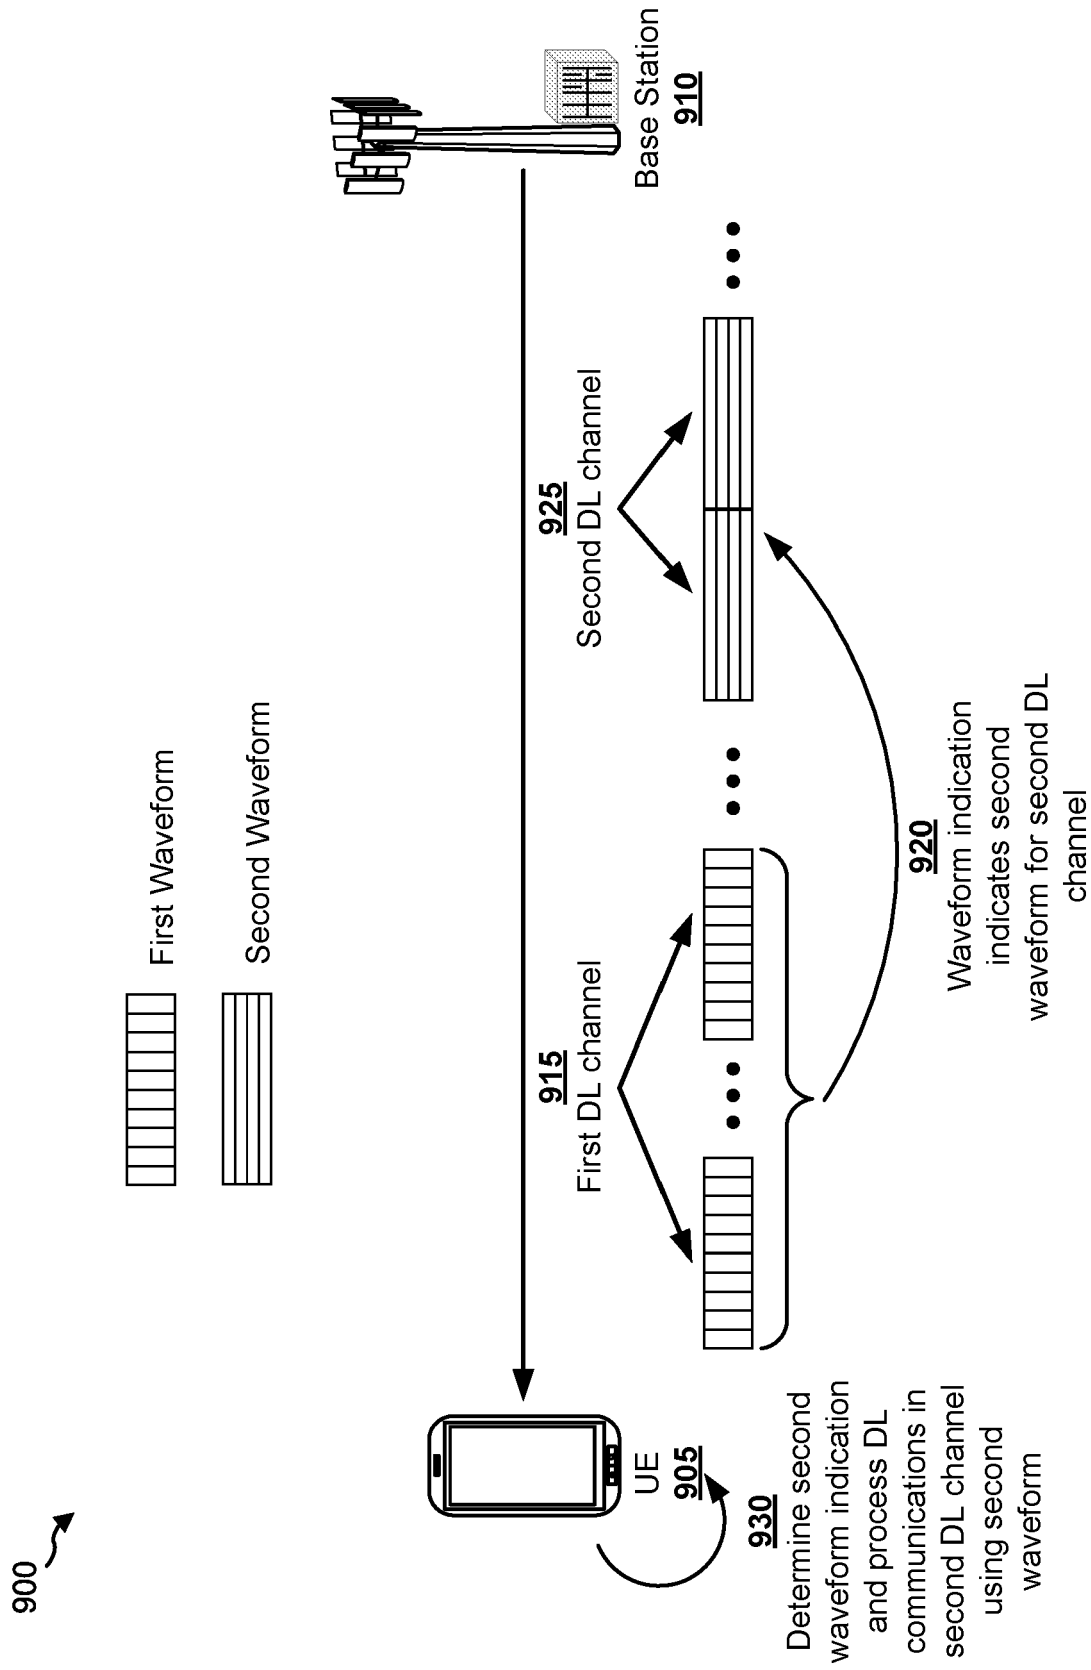 900
First Waveform
Second Waveform
UE
905
Base Station
910
915
First DL channel
925
Second DL channel
920
Waveform indication
indicates second
waveform for second DL
channel
930
Determine second
waveform indication
and process DL
communications in
second DL channel
using second
waveform